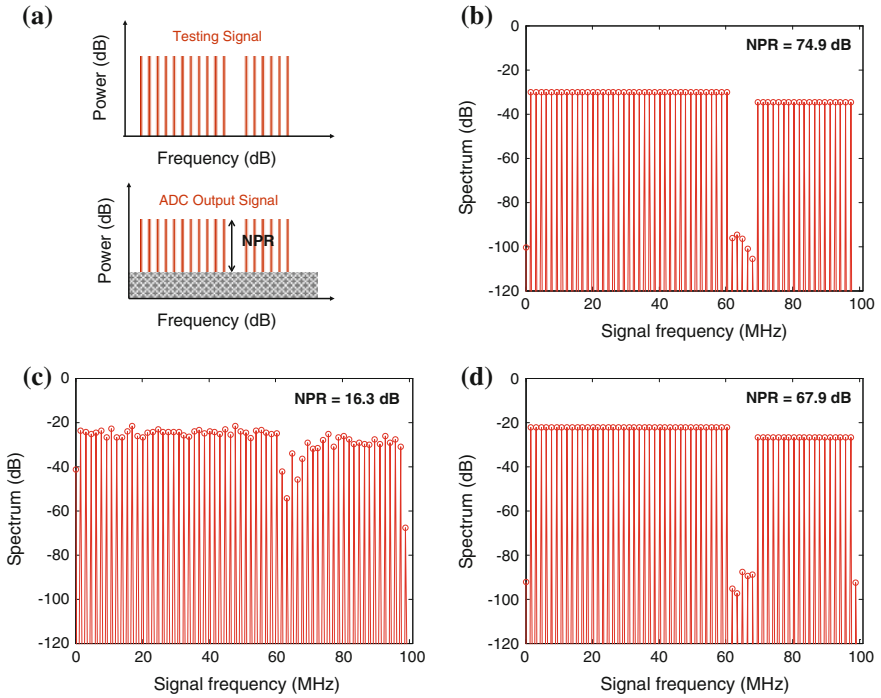 (a)
Testing Signal
Power (dB)
Frequency (dB)
ADC Output Signal
NPR
Power (dB)
Frequency (dB)
(b)
NPR = 74.9 dB
0
-20
-40
-60
-80
-100
-120
Spectrum (dB)
0 20 40 60 80 100
Signal frequency (MHz)
(c)
NPR = 16.3 dB
0
-20
-40
-60
-80
-100
-120
Spectrum (dB)
0 20 40 60 80 100
Signal frequency (MHz)
(d)
NPR = 67.9 dB
0
-20
-40
-60
-80
-100
-120
Spectrum (dB)
0 20 40 60 80 100
Signal frequency (MHz)